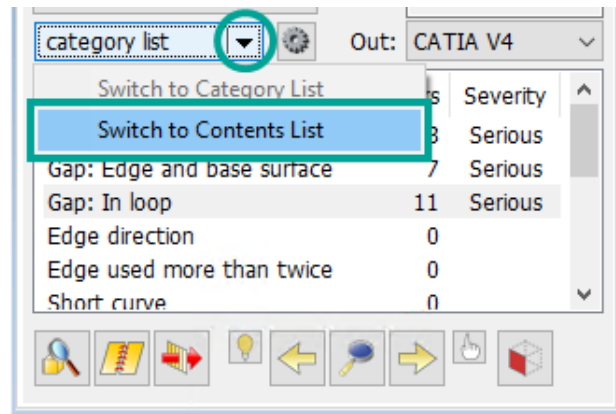 category list Out: CATIA V4
Switch to Category List rs Severity
Switch to Contents List 3 Serious
Gap: Edge and base surface 7 Serious
Gap: In loop 11 Serious
Edge direction 0
Edge used more than twice 0
Short curve 0